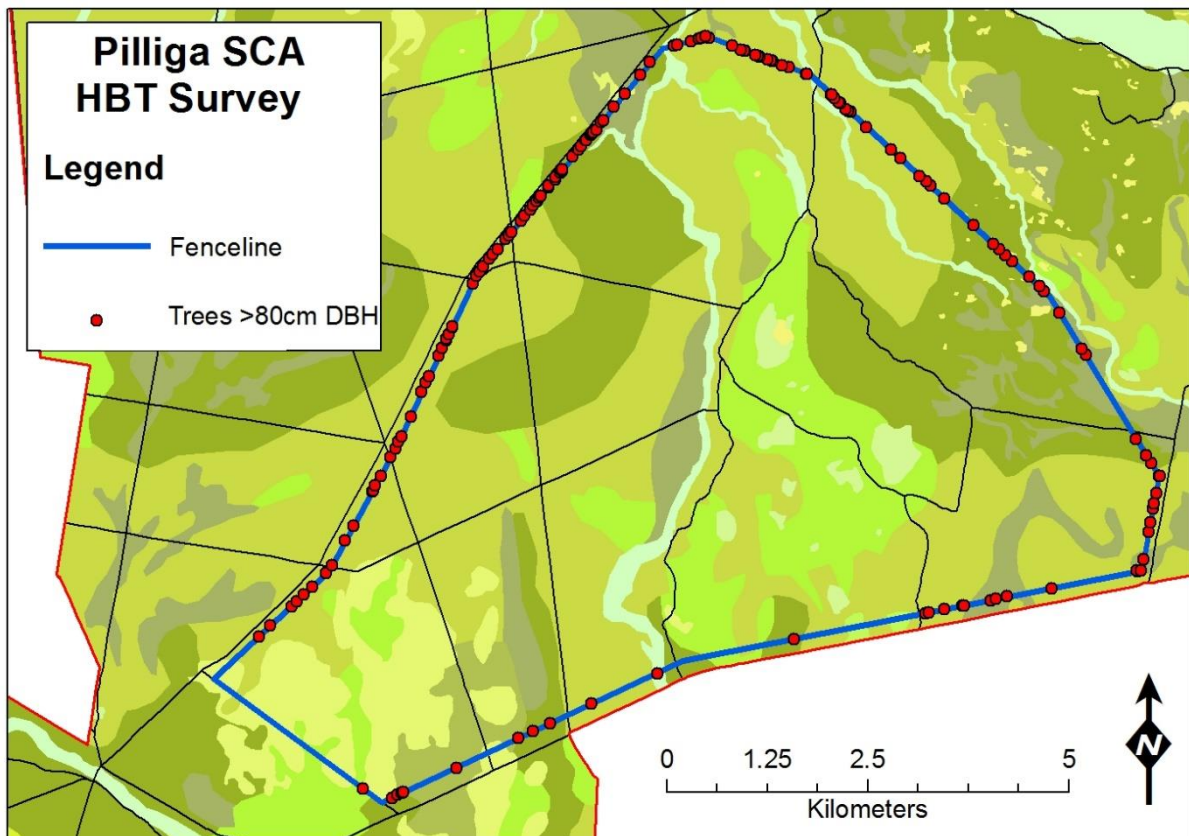 Pilliga SCA
HBT Survey
Legend
Fenceline
Trees >80cm DBH
0 1.25 2.5 5
Kilometers
N